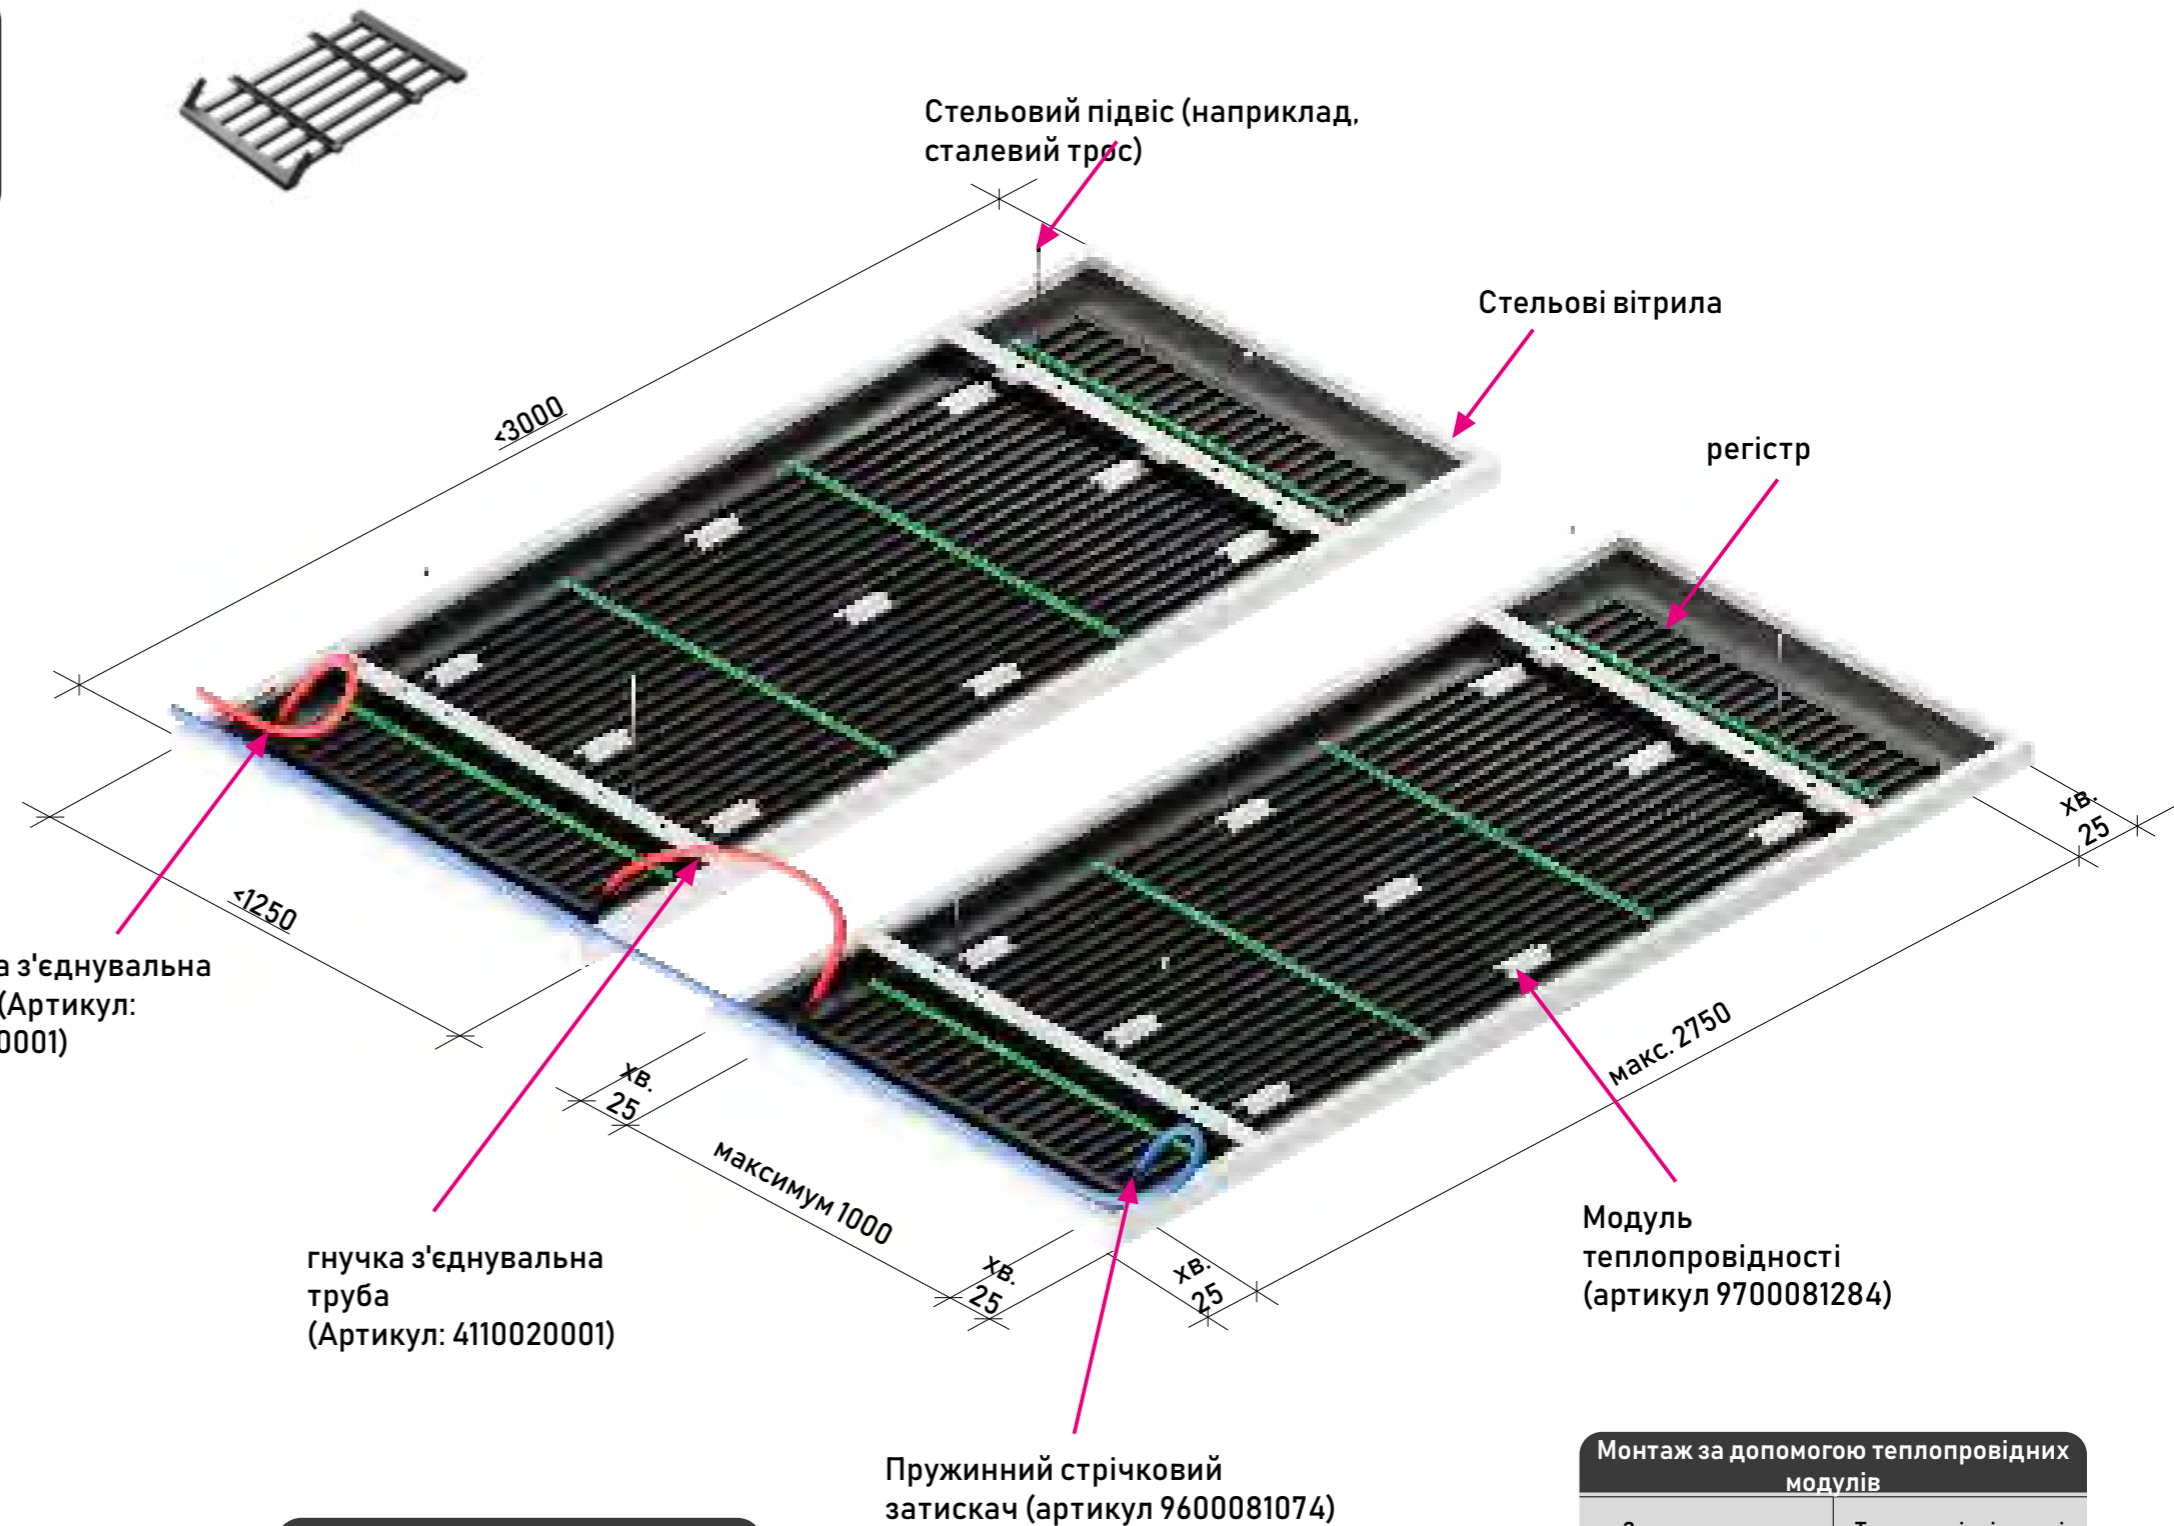 Стельовий підвіс (наприклад,
сталевий трос)
Стельові вітрила
регістр
<3000
<1250
а з'єднувальна
(Артикул:
0001)
хв.
25
максимум 1000
хв.
25
хв.
25
макс. 2750
хв.
25
гнучка з'єднувальна
труба
(Артикул: 4110020001)
Модуль
теплопровідності
(артикул 9700081284)
Пружинний стрічковий
затискач (артикул 9600081074)
Монтаж за допомогою теплопровідних
модулів